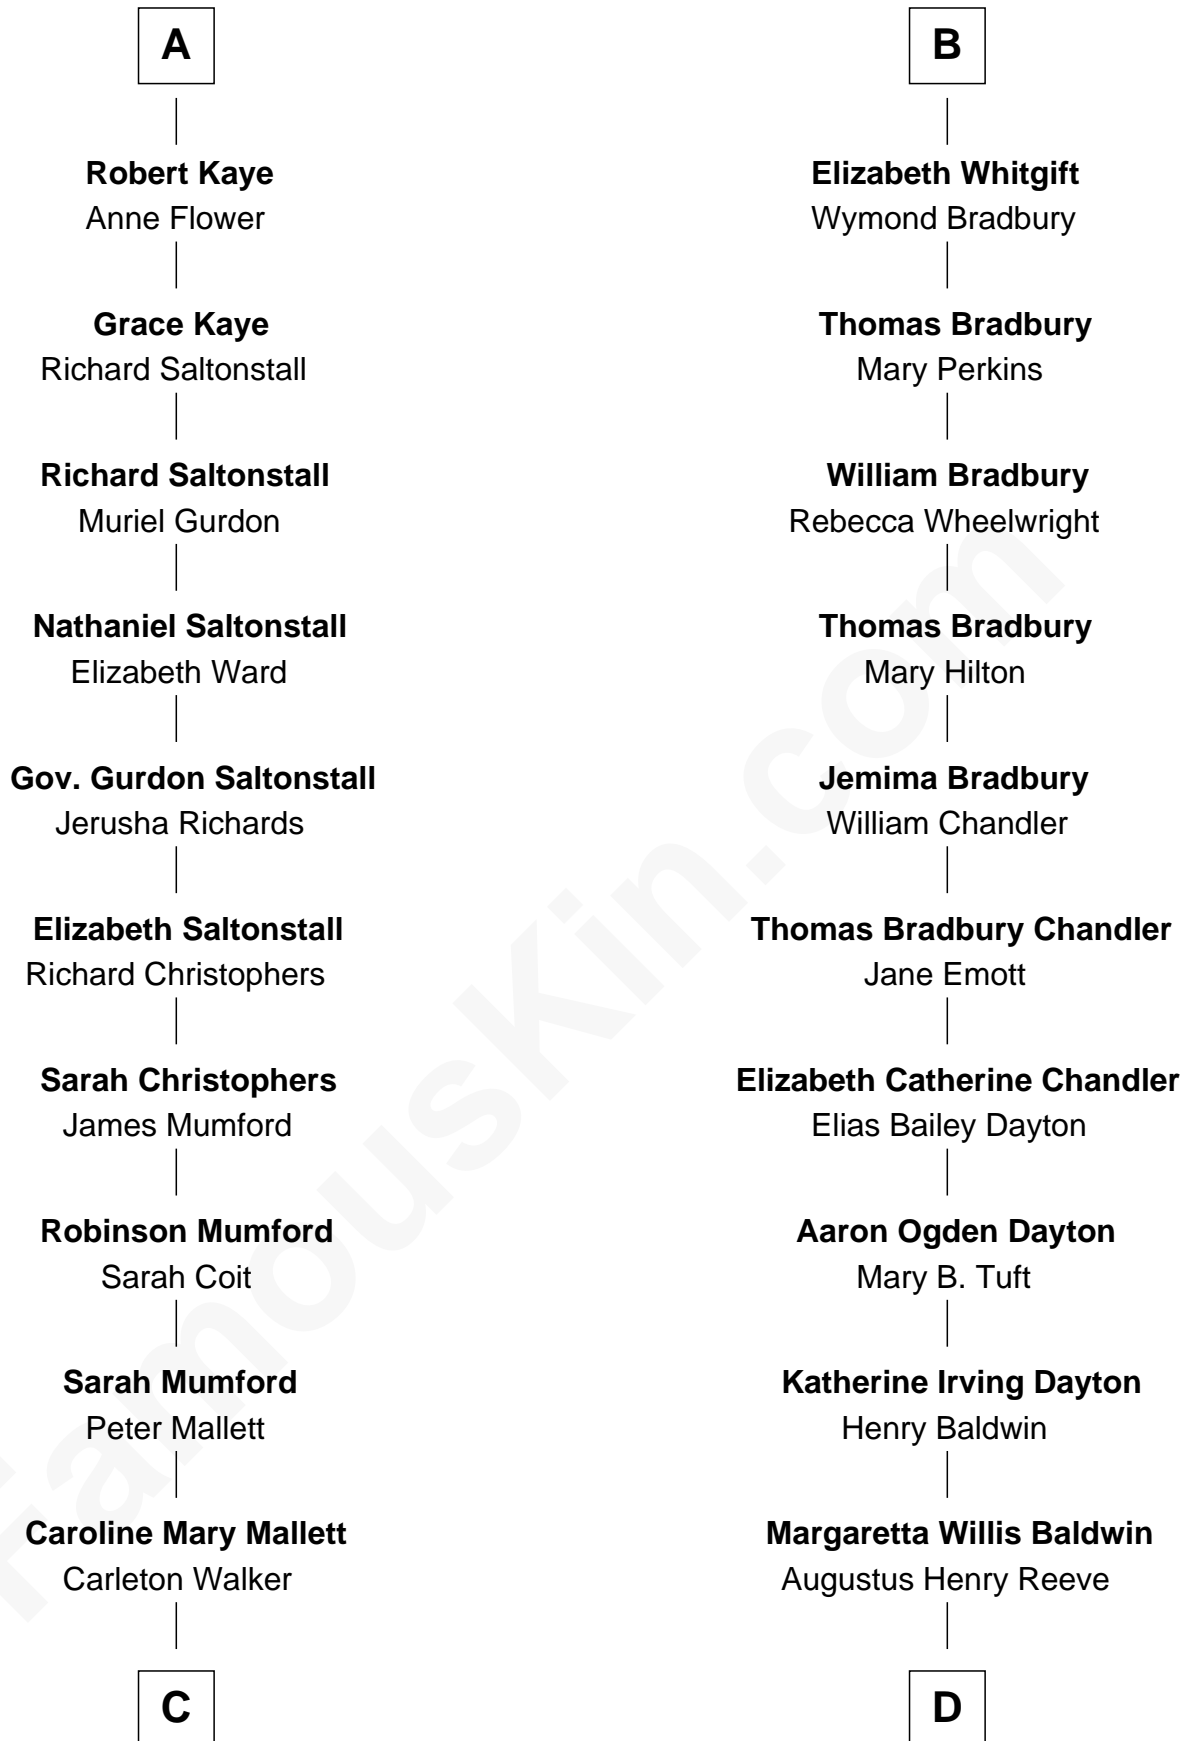 A
Robert Kaye
Anne Flower
Grace Kaye
Richard Saltonstall
Richard Saltonstall
Muriel Gurdon
Nathaniel Saltonstall
Elizabeth Ward
Gov. Gurdon Saltonstall
Jerusha Richards
Elizabeth Saltonstall
Richard Christophers
Sarah Christophers
James Mumford
Robinson Mumford
Sarah Coit
Sarah Mumford
Peter Mallett
Caroline Mary Mallett
Carleton Walker
C
B
Elizabeth Whitgift
Wymond Bradbury
Thomas Bradbury
Mary Perkins
William Bradbury
Rebecca Wheelwright
Thomas Bradbury
Mary Hilton
Jemima Bradbury
William Chandler
Thomas Bradbury Chandler
Jane Emott
Elizabeth Catherine Chandler
Elias Bailey Dayton
Aaron Ogden Dayton
Mary B. Tuft
Katherine Irving Dayton
Henry Baldwin
Margaretta Willis Baldwin
Augustus Henry Reeve
D
FamousKin.com